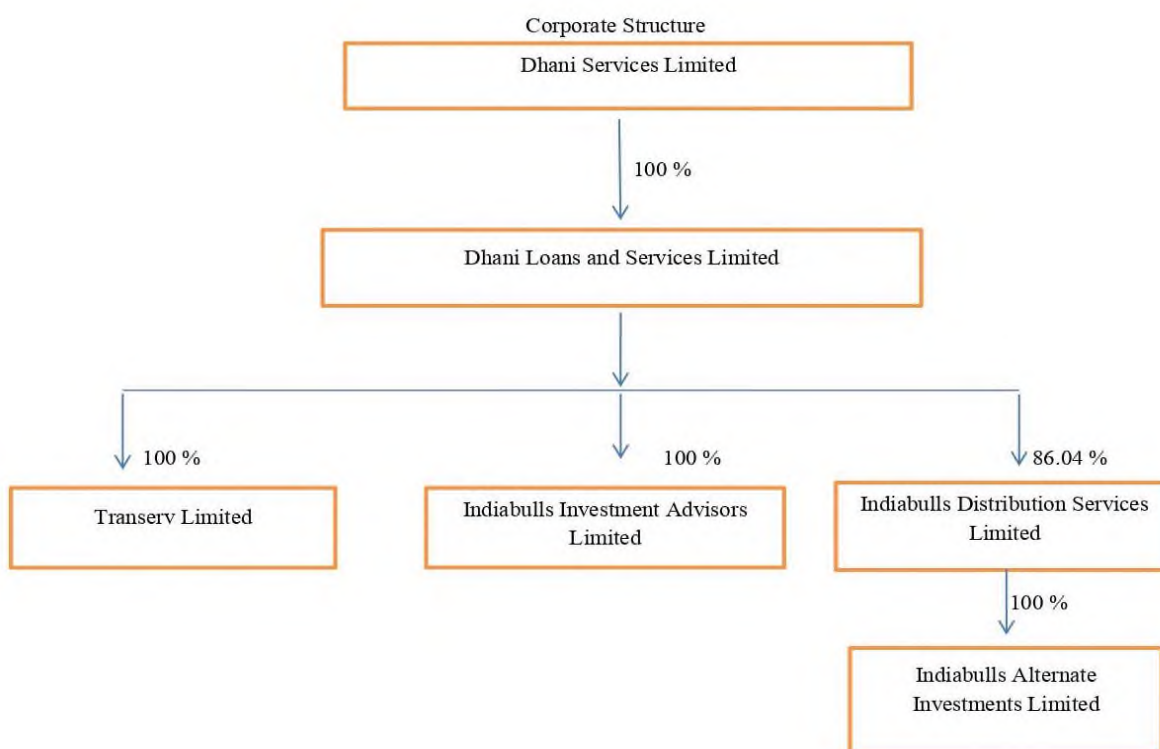 Corporate Structure
Dhani Services Limited
100 %
Dhani Loans and Services Limited
100 %
100 %
86.04 %
Transerv Limited
Indiabulls Investment Advisors
Limited
Indiabulls Distribution Services
Limited
100 %
Indiabulls Alternate
Investments Limited